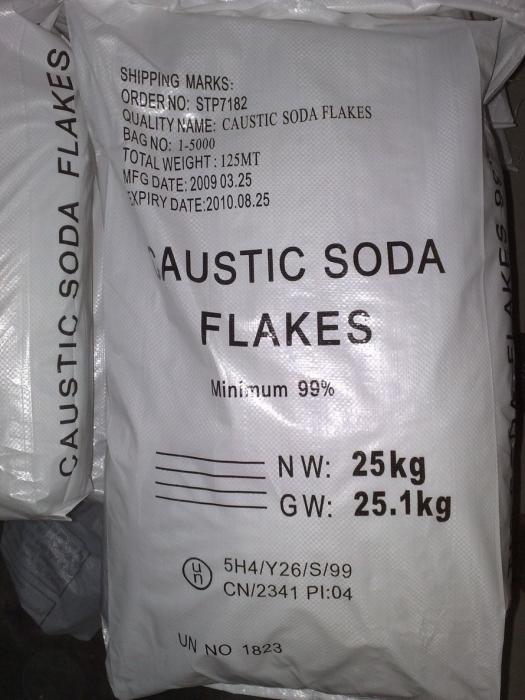 SHIPPING MARKS:
ORDER NO: STP7182
QUALITY NAME: CAUSTIC SODA FLAKES
BAG NO: 1-5000
TOTAL WEIGHT : 125MT
MFG DATE: 2009 03.25
EXPIRY DATE:2010.08.25
CAUSTIC SODA
FLAKES
Minimum 99%
NW: 25kg
GW: 25.1kg
un
5H4/Y26/S/99
CN/2341 PI:04
UN NO 1823
CAUSTIC SODA FLAKES
FLAKES